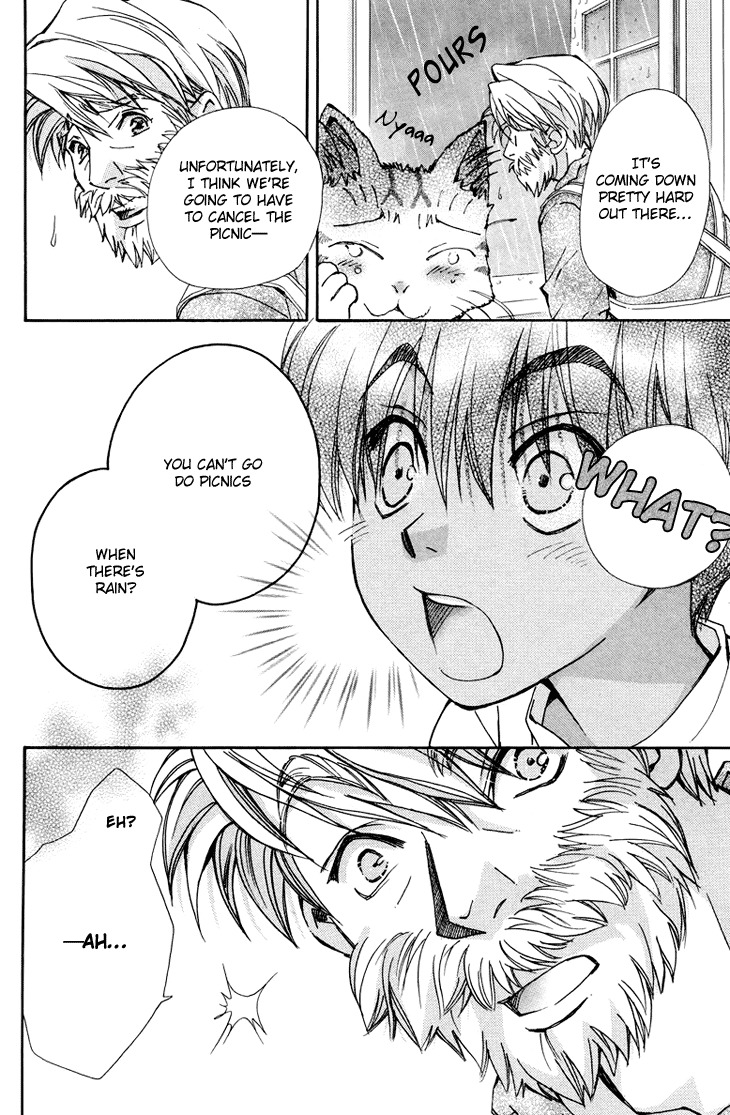 IT'S
COMING DOWN
PRETTY HARD
OUT THERE...
POURS
Nyaaa
UNFORTUNATELY,
I THINK WE'RE
GOING TO HAVE
TO CANCEL THE
PICNIC—
WHAT?
YOU CAN'T GO
DO PICNICS
WHEN
THERE'S
RAIN?
EH?
—AH...